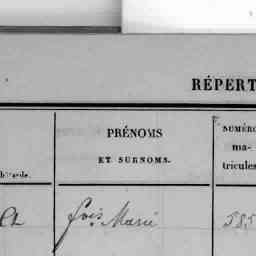 RÉPERT
PRÉNOMS
ET SURNOMS.
NUMÉRO
ma-
tricules
fois Marie 585